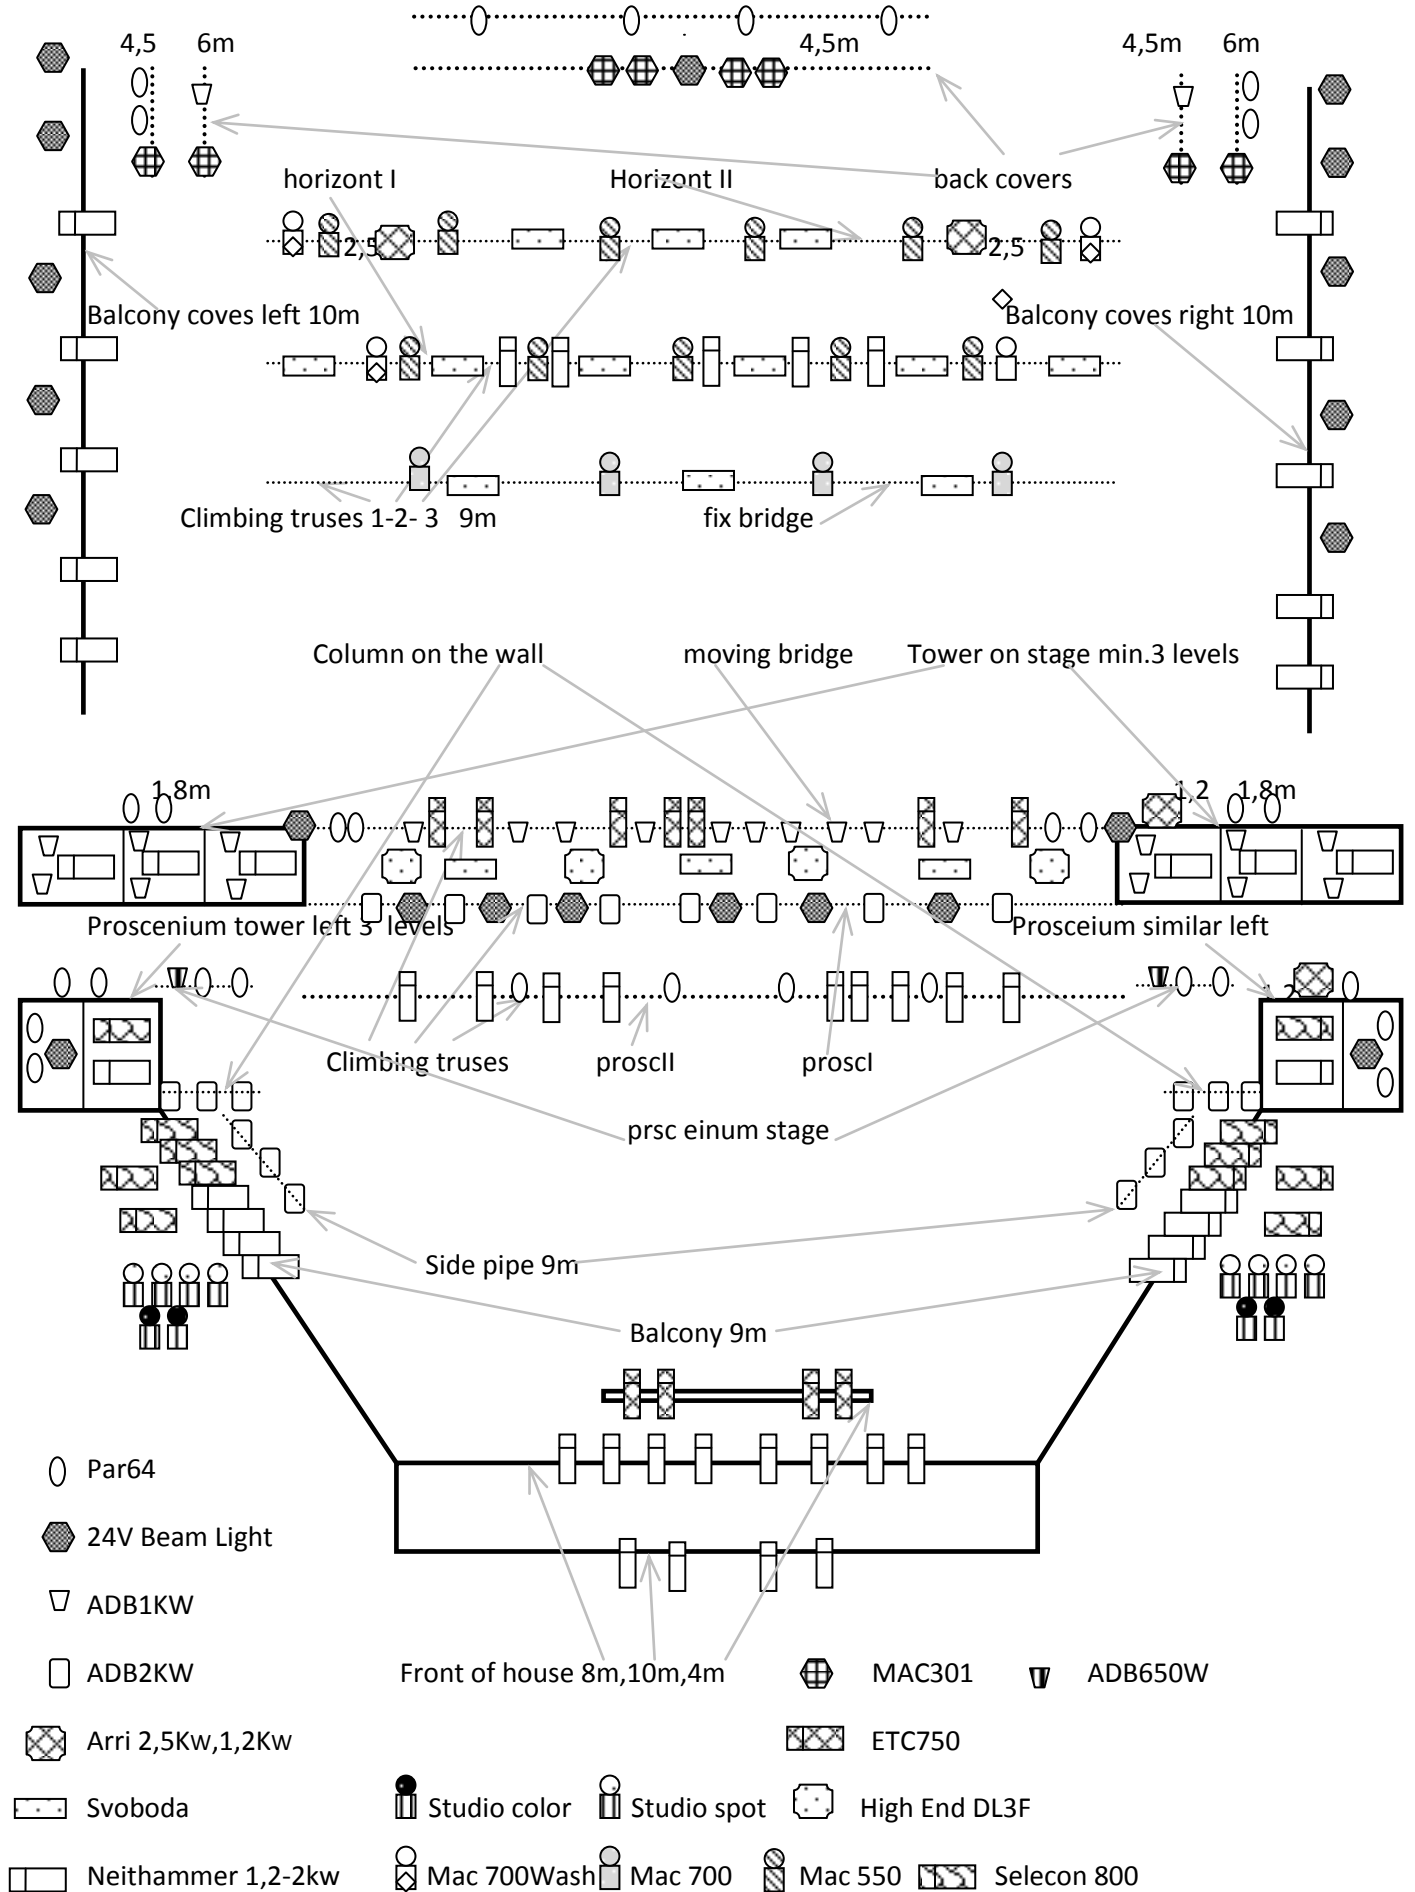 4,5 6m 4,5m 4,5m 6m
horizont I Horizont II back covers
2,5 2,5
Balcony coves left 10m Balcony coves right 10m
Climbing truses 1-2- 3 9m fix bridge
Column on the wall moving bridge Tower on stage min.3 levels
1,8m 1,2 1,8m
Proscenium tower left 3 levels Prosceium similar left
Climbing truses proscII proscI
prsc einum stage
Side pipe 9m
Balcony 9m
Par64
24V Beam Light
ADB1KW
ADB2KW Front of house 8m,10m,4m MAC301 ADB650W
Arri 2,5Kw,1,2Kw ETC750
Svoboda Studio color Studio spot High End DL3F
Neithammer 1,2-2kw Mac 700Wash Mac 700 Mac 550 Selecon 800